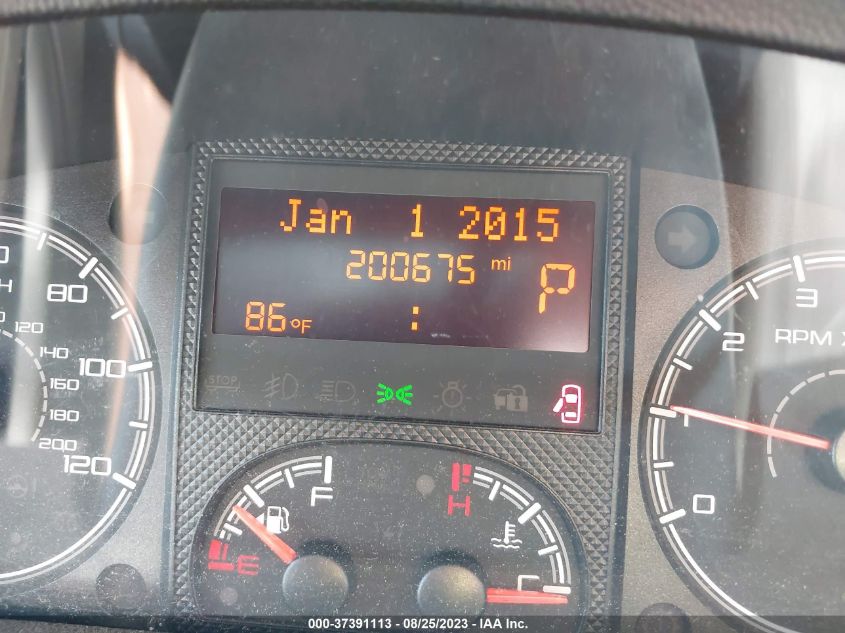 Jan 1 2015
200675 mi
P
86°F :
STOP
H
80
100
120
120
140
160
180
200
3
2
1
0
RPM X
F
E
H
C
000-37391113 - 08/25/2023 - IAA Inc.